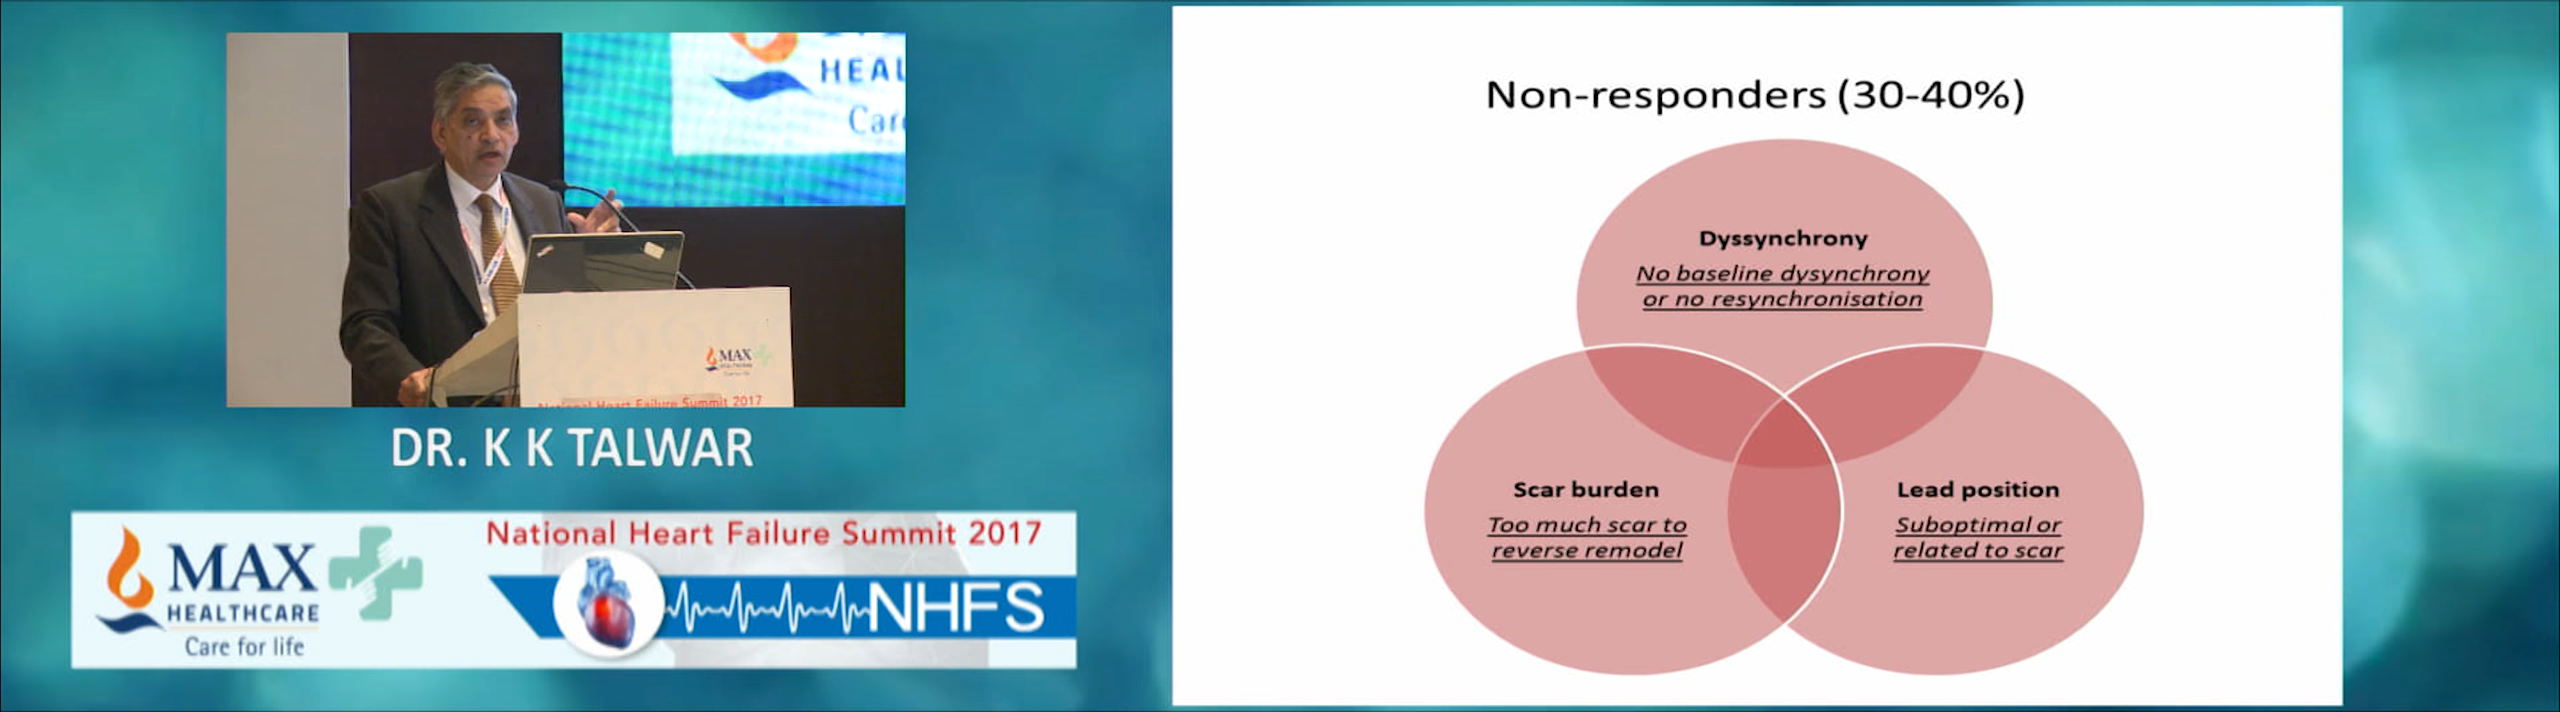 HEAL
Care
MAX
HEALTHCARE
National Heart Failure Summit 2017
DR. K K TALWAR
MAX
HEALTHCARE
Care for life
National Heart Failure Summit 2017
NHFS
Non-responders (30-40%)
Dyssynchrony
No baseline dysynchrony
or no resynchronisation
Scar burden
Too much scar to
reverse remodel
Lead position
Suboptimal or
related to scar